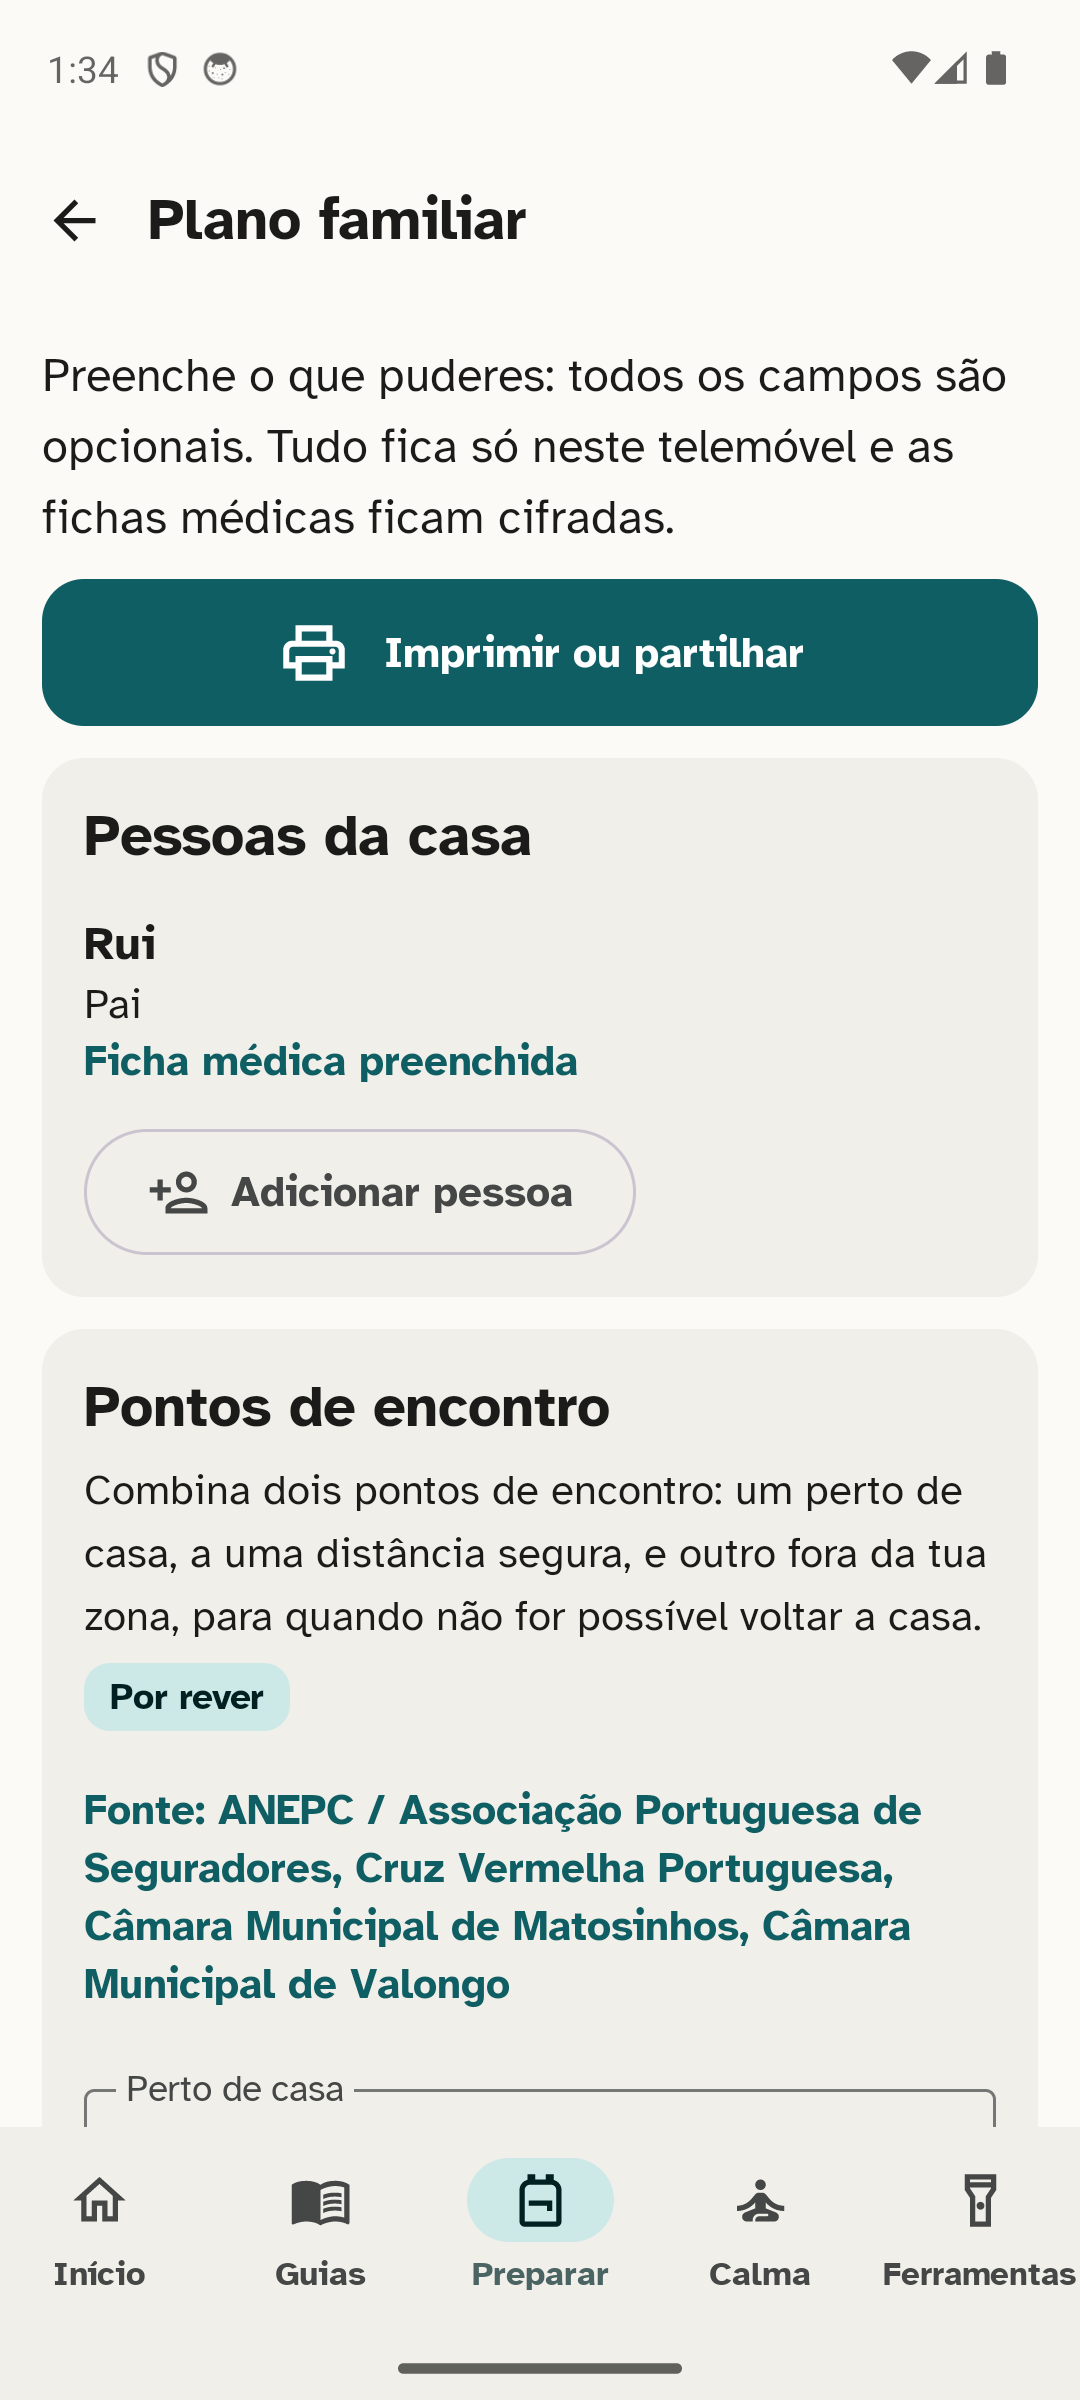 1:34
Plano familiar
Preenche o que puderes: todos os campos são
opcionais. Tudo fica só neste telemóvel e as
fichas médicas ficam cifradas.
Imprimir ou partilhar
Pessoas da casa
Rui
Pai
Ficha médica preenchida
Adicionar pessoa
Pontos de encontro
Combina dois pontos de encontro: um perto de
casa, a uma distância segura, e outro fora da tua
zona, para quando não for possível voltar a casa.
Por rever
Fonte: ANEPC / Associação Portuguesa de
Seguradores, Cruz Vermelha Portuguesa,
Câmara Municipal de Matosinhos, Câmara
Municipal de Valongo
Perto de casa
Início
Guias
Preparar
Calma
Ferramentas